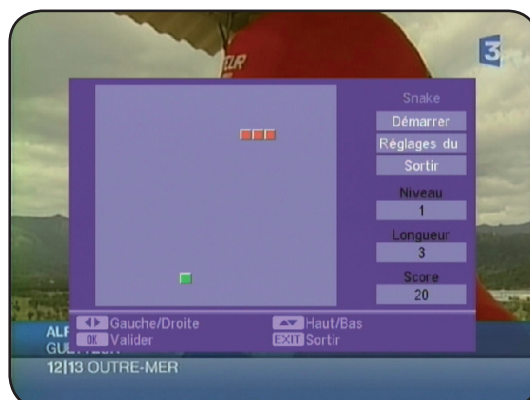 3
Snake
Démarrer
Réglages du
Sortir
Niveau
1
Longueur
3
Score
20
Gauche/Droite
Haut/Bas
OK Valider
EXIT Sortir
12|13 OUTRE-MER